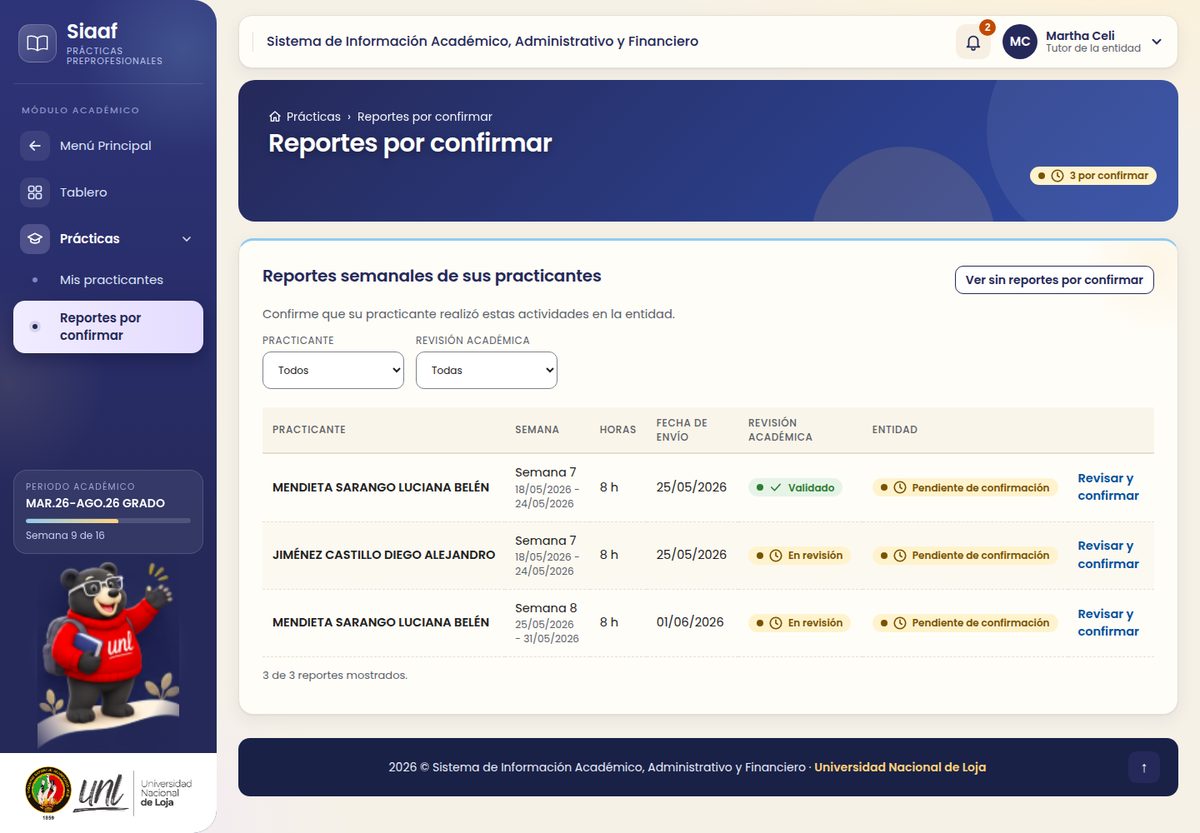 Siaaf
PRÁCTICAS
PREPROFESIONALES
MÓDULO ACADÉMICO
Menú Principal
Tablero
Prácticas
Mis practicantes
Reportes por
confirmar
PERIODO ACADÉMICO
MAR.26-AGO.26 GRADO
Semana 9 de 16
unl
1859
unl
Universidad
Nacional
de Loja
Sistema de Información Académico, Administrativo y Financiero
2
MC
Martha Celi
Tutor de la entidad
Prácticas › Reportes por confirmar
Reportes por confirmar
3 por confirmar
Reportes semanales de sus practicantes
Ver sin reportes por confirmar
Confirme que su practicante realizó estas actividades en la entidad.
PRACTICANTE REVISIÓN ACADÉMICA
Todos Todas
PRACTICANTE SEMANA HORAS FECHA DE ENVÍO REVISIÓN ACADÉMICA ENTIDAD
MENDIETA SARANGO LUCIANA BELÉN Semana 7 18/05/2026 - 24/05/2026 8 h 25/05/2026 Validado Pendiente de confirmación Revisar y confirmar
JIMÉNEZ CASTILLO DIEGO ALEJANDRO Semana 7 18/05/2026 - 24/05/2026 8 h 25/05/2026 En revisión Pendiente de confirmación Revisar y confirmar
MENDIETA SARANGO LUCIANA BELÉN Semana 8 25/05/2026 - 31/05/2026 8 h 01/06/2026 En revisión Pendiente de confirmación Revisar y confirmar
3 de 3 reportes mostrados.
2026 © Sistema de Información Académico, Administrativo y Financiero · Universidad Nacional de Loja
↑